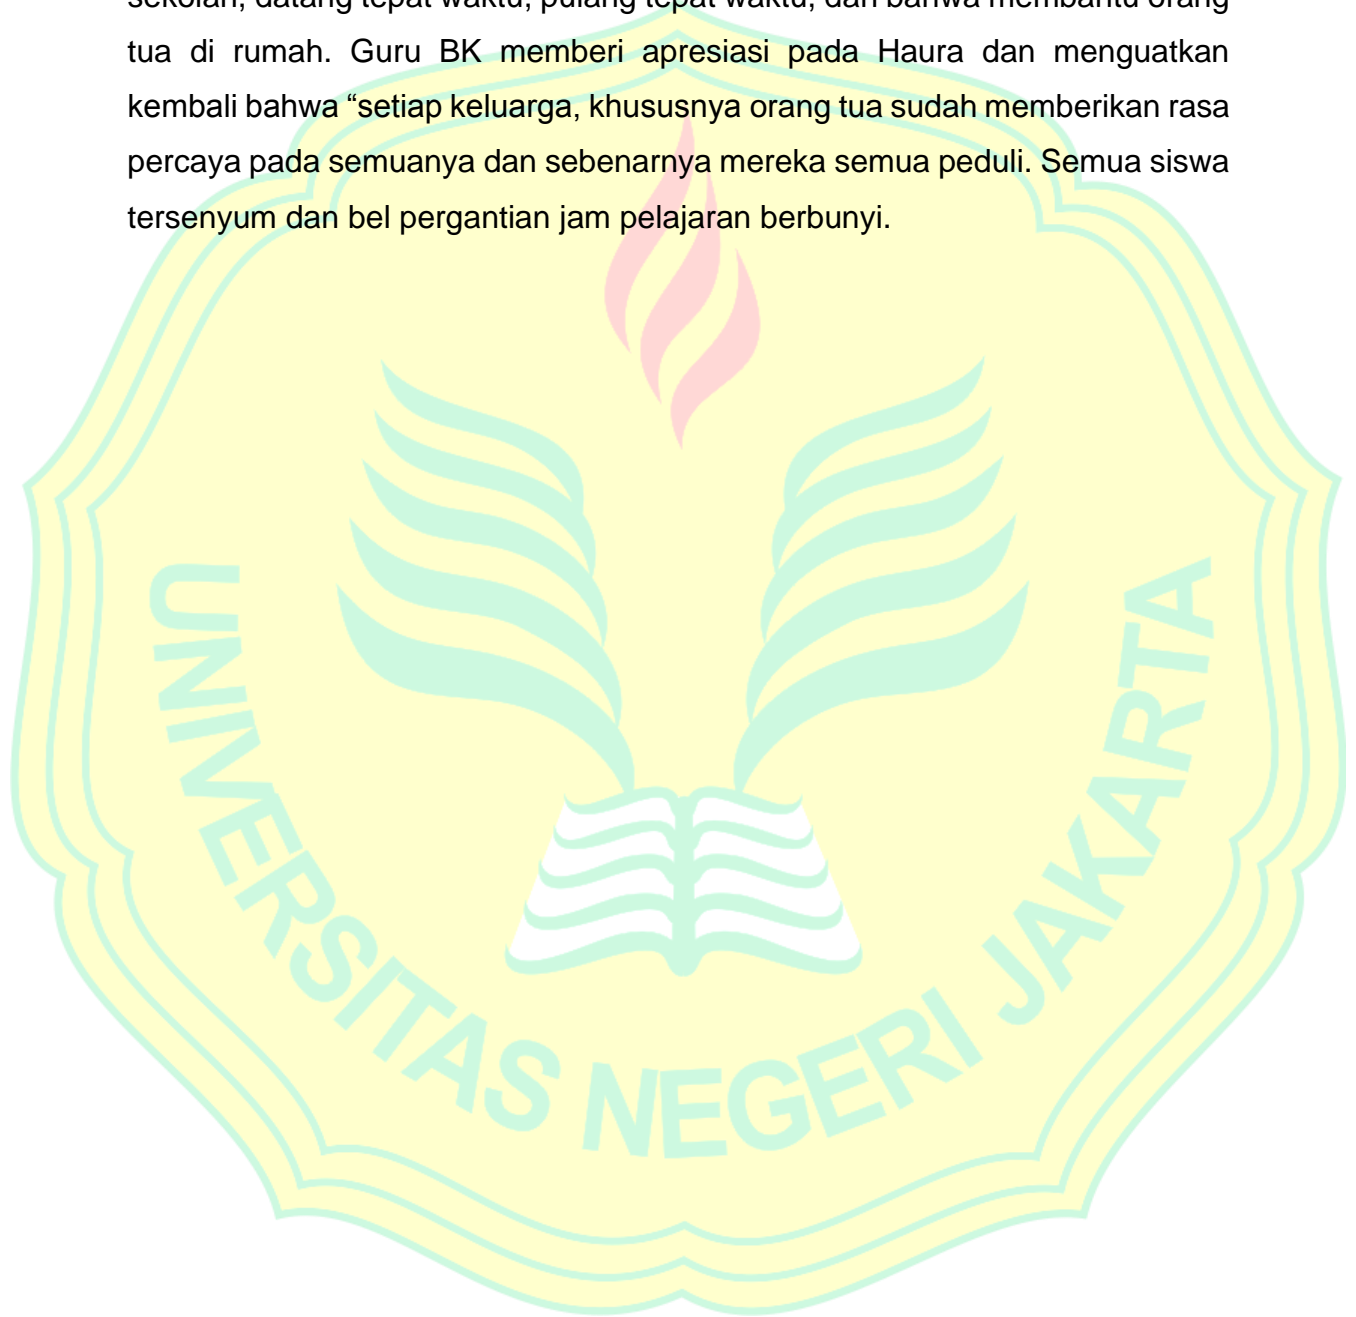 sekolah, datang tepat waktu, pulang tepat waktu, dan bahwa membantu orang
tua di rumah. Guru BK memberi apresiasi pada Haura dan menguatkan
kembali bahwa “setiap keluarga, khususnya orang tua sudah memberikan rasa
percaya pada semuanya dan sebenarnya mereka semua peduli. Semua siswa
tersenyum dan bel pergantian jam pelajaran berbunyi.
UNIVERSITAS NEGERI JAKARTA